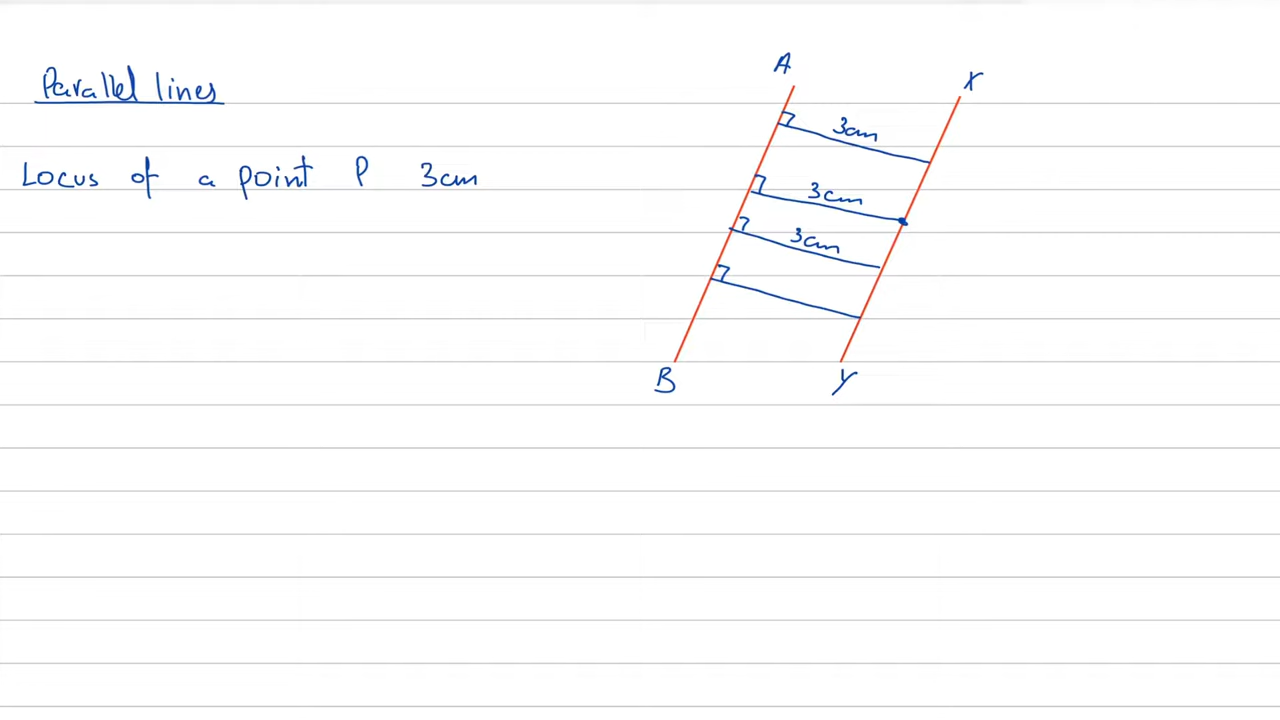 Parallel lines
Locus of a point P 3cm
A
X
3cm
3cm
3cm
B
Y